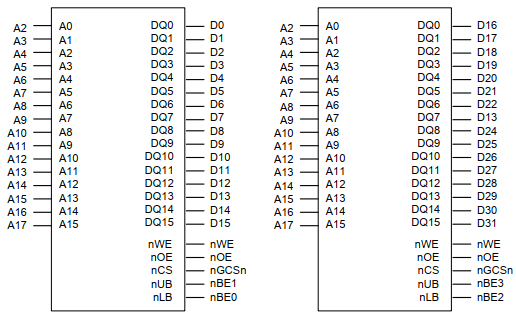 A2 A0 DQ0 D0 A2 A0 DQ0 D16
A3 A1 DQ1 D1 A3 A1 DQ1 D17
A4 A2 DQ2 D2 A4 A2 DQ2 D18
A5 A3 DQ3 D3 A5 A3 DQ3 D19
A6 A4 DQ4 D4 A6 A4 DQ4 D20
A7 A5 DQ5 D5 A7 A5 DQ5 D21
A8 A6 DQ6 D6 A8 A6 DQ6 D22
A9 A7 DQ7 D7 A9 A7 DQ7 D13
A10 A8 DQ8 D8 A10 A8 DQ8 D24
A11 A9 DQ9 D9 A11 A9 DQ9 D25
A12 A10 DQ10 D10 A12 A10 DQ10 D26
A13 A11 DQ11 D11 A13 A11 DQ11 D27
A14 A12 DQ12 D12 A14 A12 DQ12 D28
A15 A13 DQ13 D13 A15 A13 DQ13 D29
A16 A14 DQ14 D14 A16 A14 DQ14 D30
A17 A15 DQ15 D15 A17 A15 DQ15 D31
nWE nWE nWE nWE
nOE nOE nOE nOE
nCS nGCSn nCS nGCSn
nUB nBE1 nUB nBE3
nLB nBE0 nLB nBE2